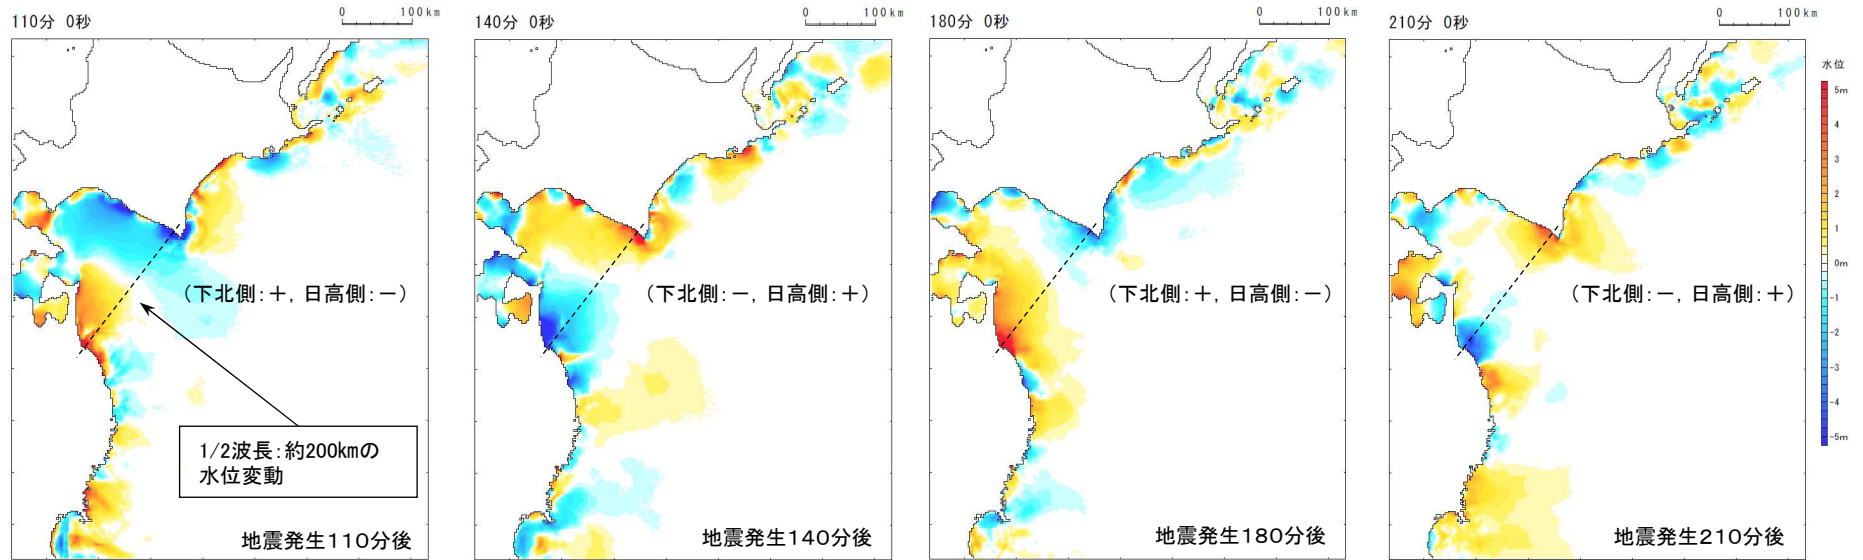 110分 0秒
0 100km
(下北側:＋, 日高側:－)
1/2波長:約200kmの
水位変動
地震発生110分後
140分 0秒
0 100km
(下北側:－, 日高側:＋)
地震発生140分後
180分 0秒
0 100km
(下北側:＋, 日高側:－)
地震発生180分後
210分 0秒
0 100km
(下北側:－, 日高側:＋)
地震発生210分後
水位
5m
4
3
2
1
0m
-1
-2
-3
-4
-5m